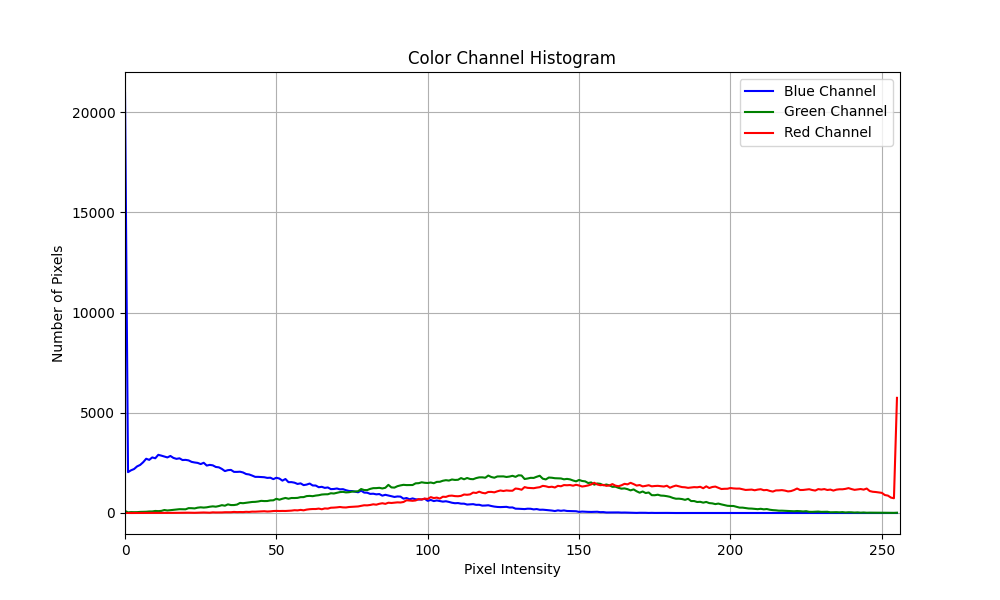 Color Channel Histogram
Blue Channel
Green Channel
Red Channel
Number of Pixels
20000
15000
10000
5000
0
0 50 100 150 200 250
Pixel Intensity